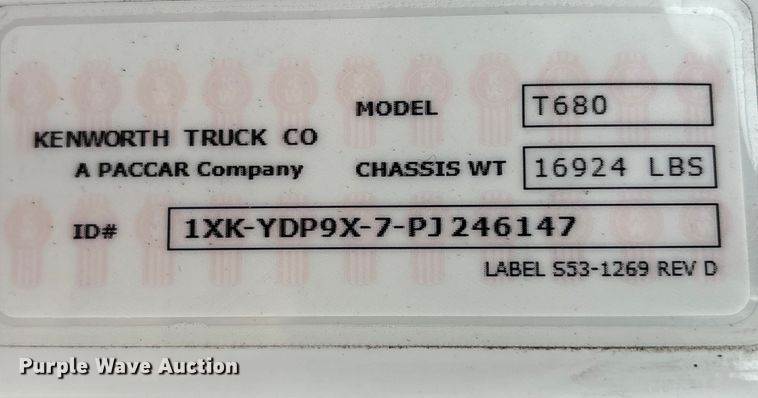 MODEL T680
KENWORTH TRUCK CO
A PACCAR Company
CHASSIS WT 16924 LBS
ID# 1XK-YDP9X-7-PJ246147
LABEL S53-1269 REV D
Purple Wave Auction